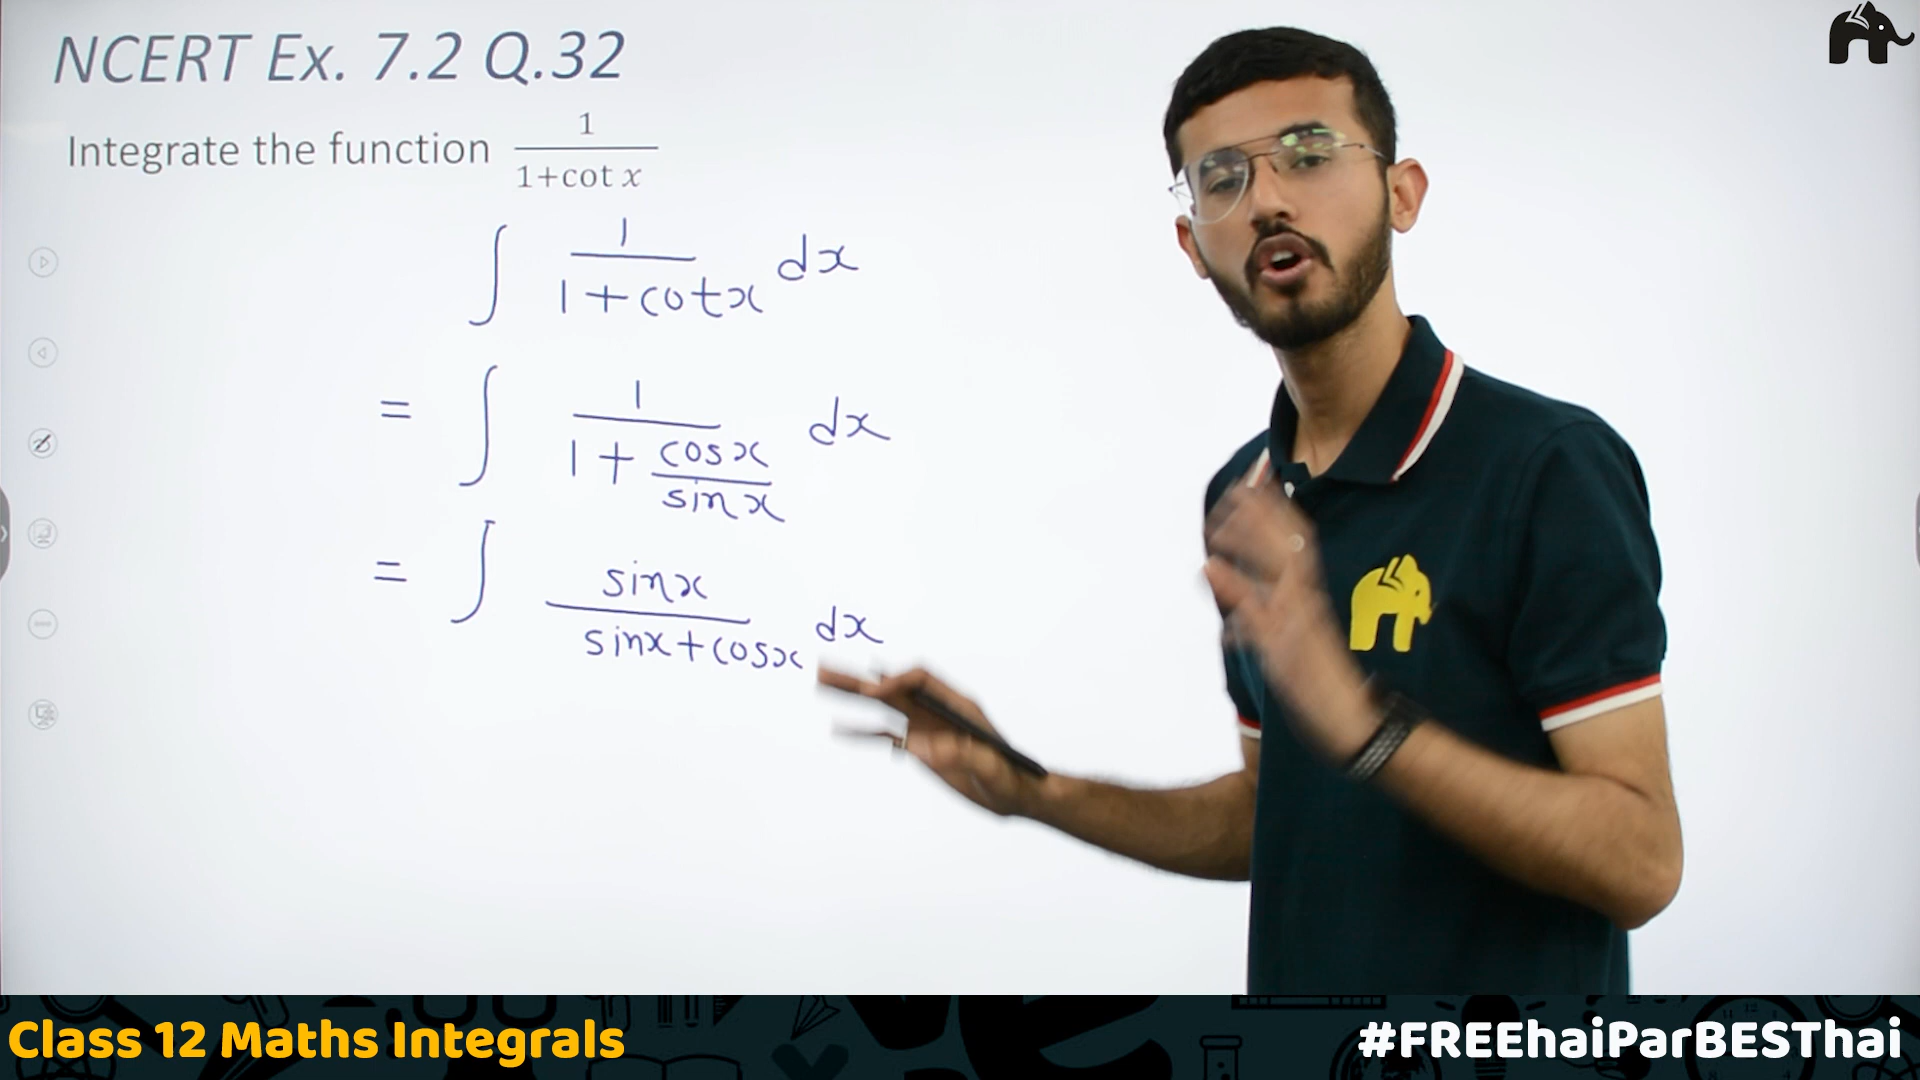 NCERT Ex. 7.2 Q.32
Integrate the function 1/(1+cot x)
∫ 1/(1+cotx) dx
= ∫ 1/(1+cosx/sinx) dx
= ∫ sinx/(sinx+cosx) dx
Class 12 Maths Integrals
#FREEhaiParBESThai